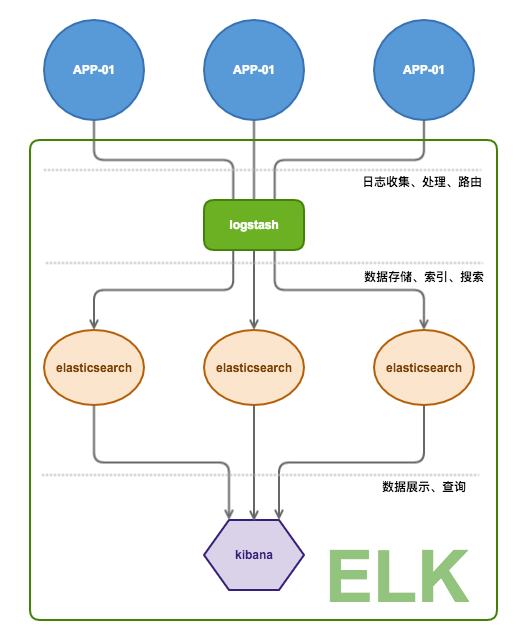 APP-01
APP-01
APP-01
日志收集、处理、路由
logstash
数据存储、索引、搜索
elasticsearch
elasticsearch
elasticsearch
数据展示、查询
kibana
ELK